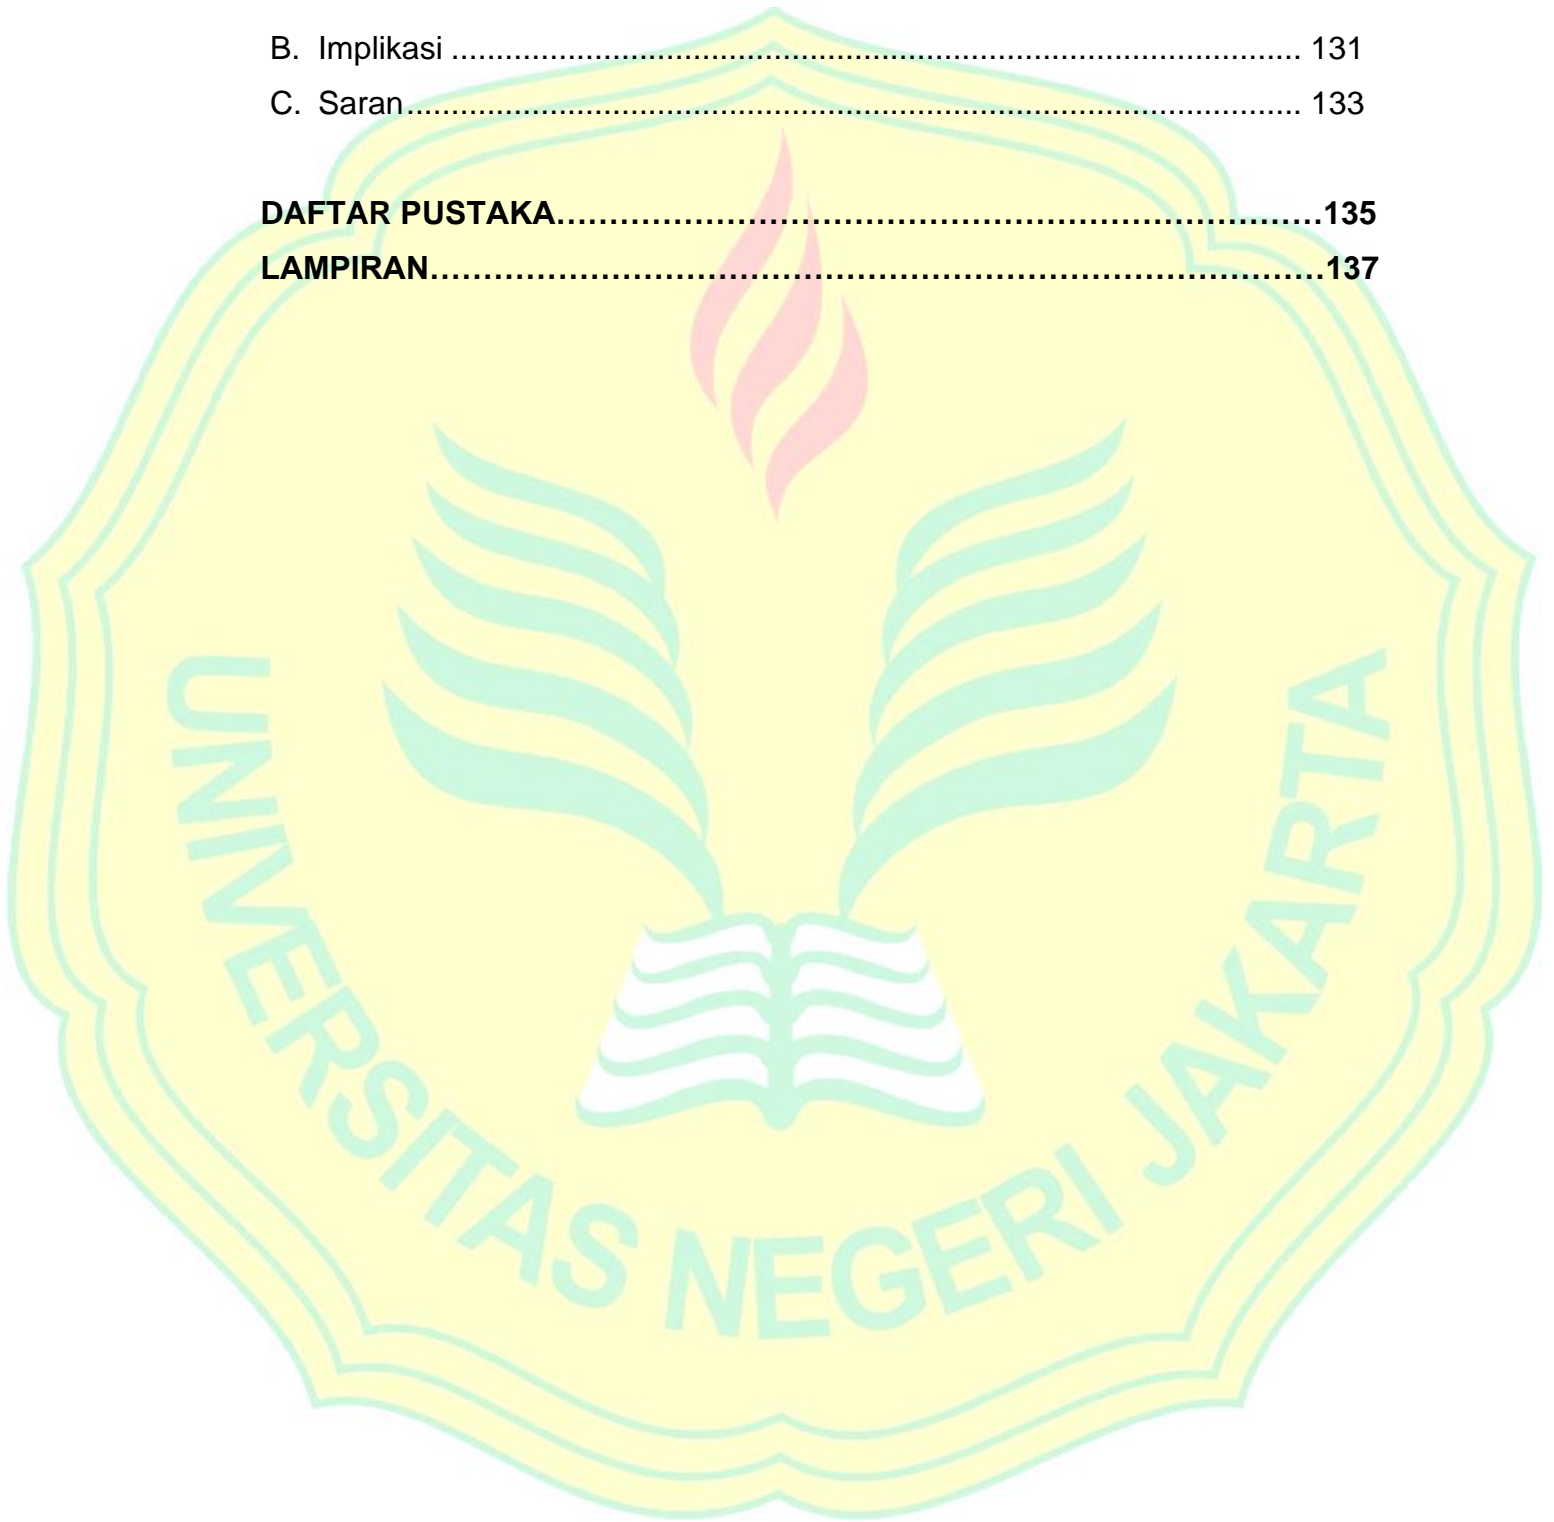 B. Implikasi ................................................................................................ 131
C. Saran..................................................................................................... 133
DAFTAR PUSTAKA……………………………………………………………….135
LAMPIRAN………………………………………………………………………….137
UNIVERSITAS NEGERI JAKARTA